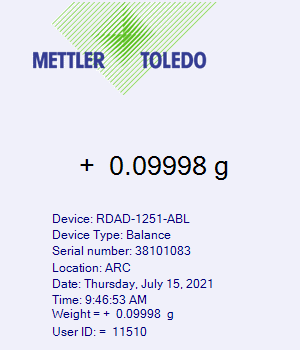 METTLER TOLEDO
+ 0.09998 g
Device: RDAD-1251-ABL
Device Type: Balance
Serial number: 38101083
Location: ARC
Date: Thursday, July 15, 2021
Time: 9:46:53 AM
Weight = + 0.09998 g
User ID: = 11510